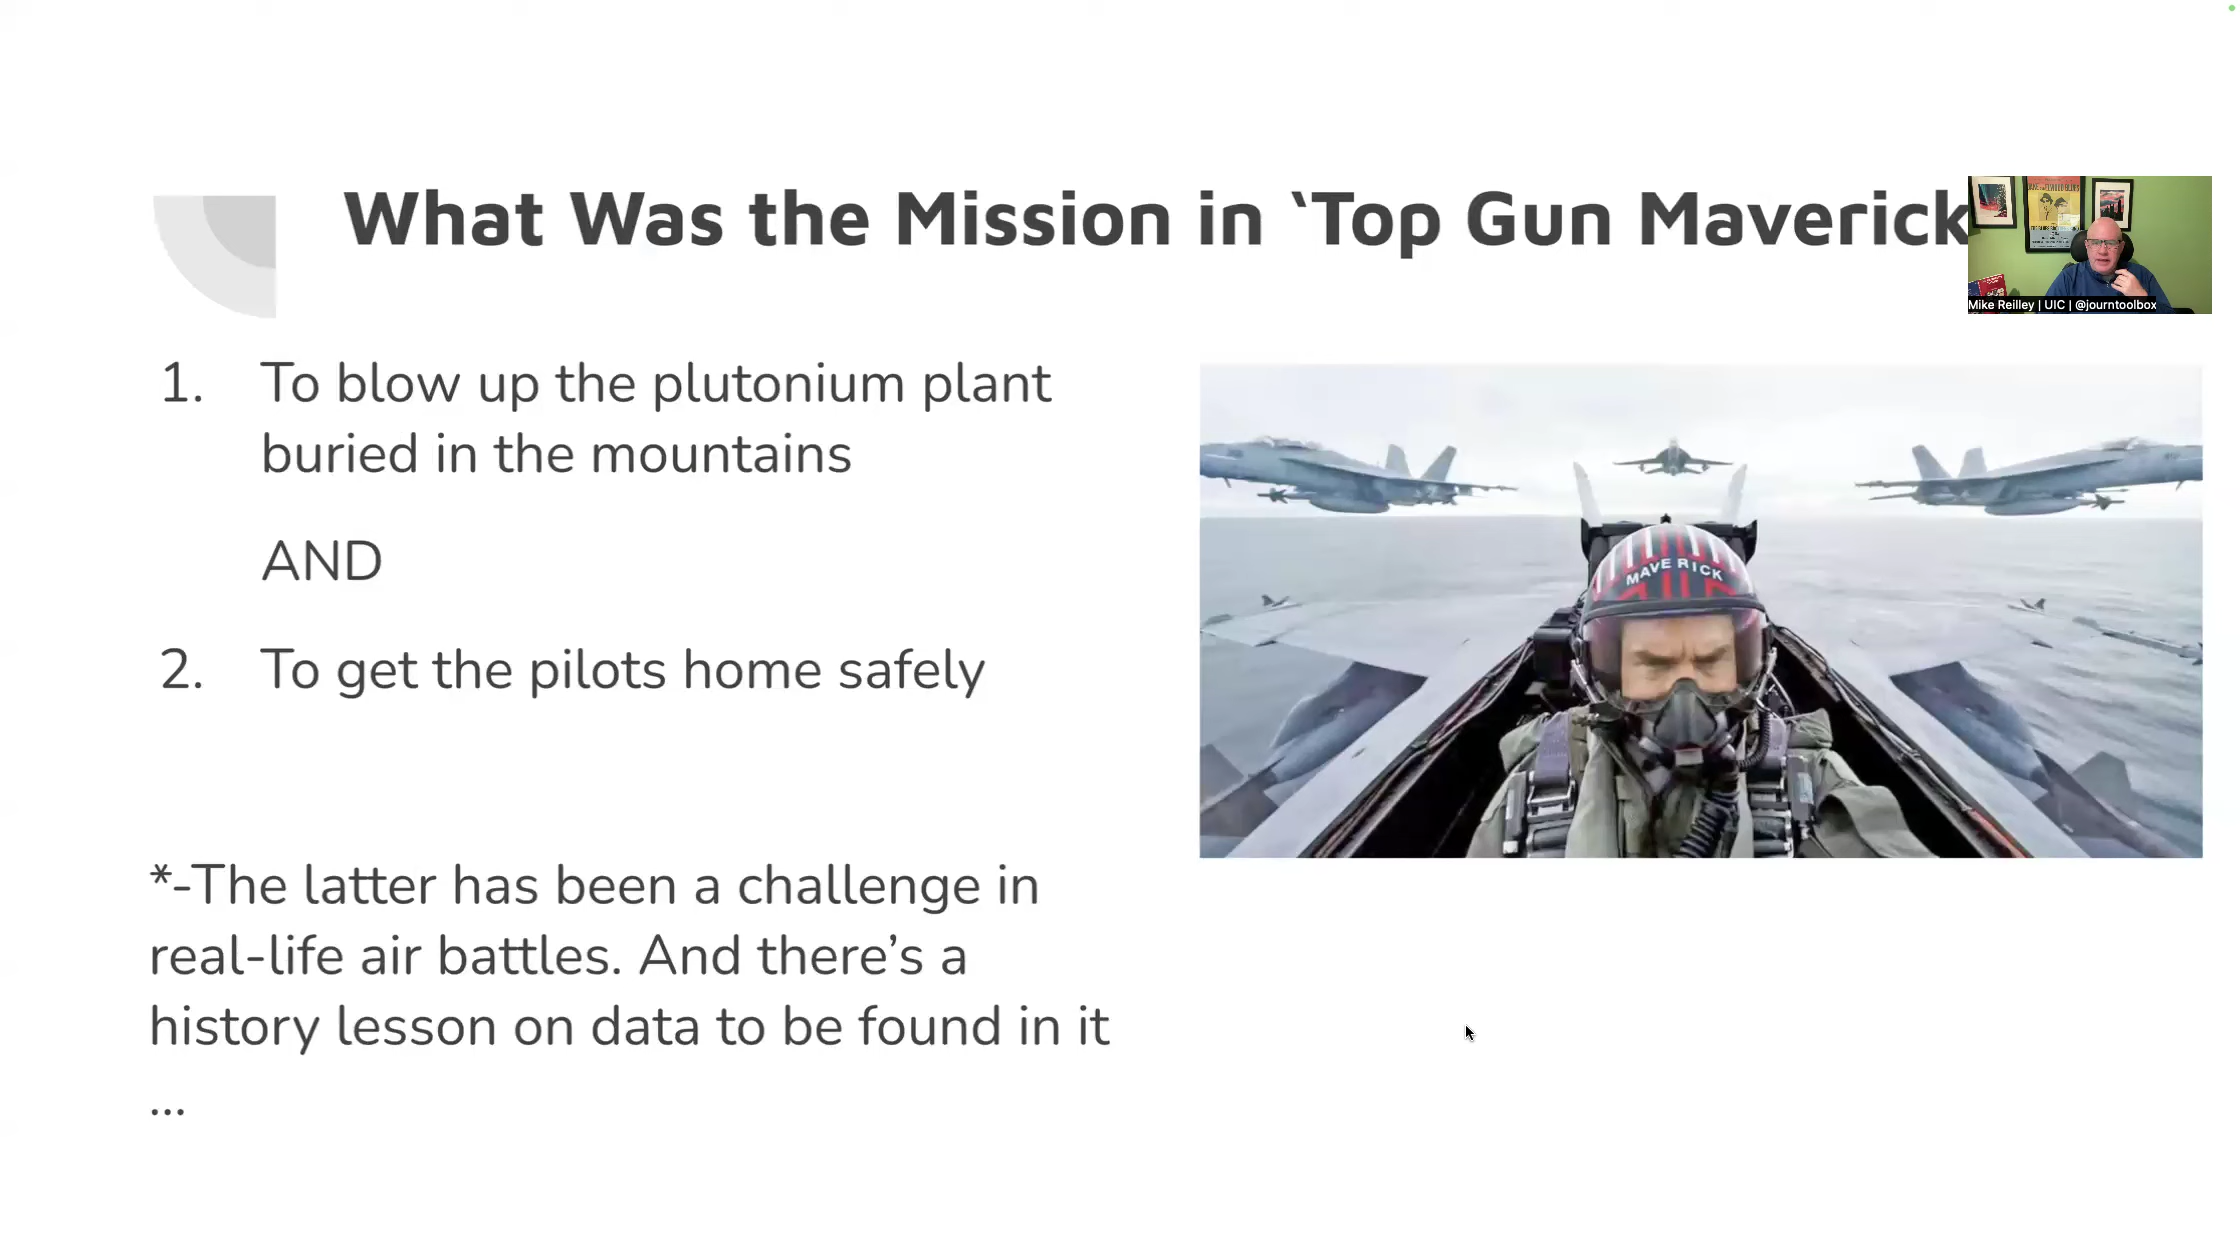 What Was the Mission in ‘Top Gun Maverick
Mike Reilley | UIC | @journtoolbox
1. To blow up the plutonium plant
buried in the mountains
AND
2. To get the pilots home safely
MAVERICK
*-The latter has been a challenge in
real-life air battles. And there’s a
history lesson on data to be found in it
...